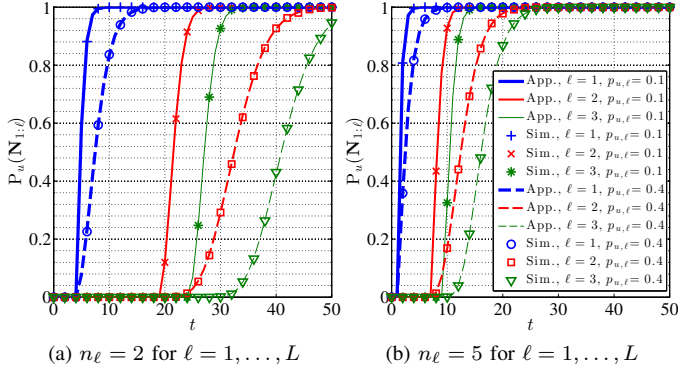 P_u(N_{1:ℓ})
1
0.8
0.6
0.4
0.2
0
0 10 20 30 40 50
t
(a) n_ℓ = 2 for ℓ = 1, . . . , L
P_u(N_{1:ℓ})
1
0.8
0.6
0.4
0.2
0
0 10 20 30 40 50
t
App., ℓ = 1, p_{u,ℓ} = 0.1
App., ℓ = 2, p_{u,ℓ} = 0.1
App., ℓ = 3, p_{u,ℓ} = 0.1
Sim., ℓ = 1, p_{u,ℓ} = 0.1
Sim., ℓ = 2, p_{u,ℓ} = 0.1
Sim., ℓ = 3, p_{u,ℓ} = 0.1
App., ℓ = 1, p_{u,ℓ} = 0.4
App., ℓ = 2, p_{u,ℓ} = 0.4
App., ℓ = 3, p_{u,ℓ} = 0.4
Sim., ℓ = 1, p_{u,ℓ} = 0.4
Sim., ℓ = 2, p_{u,ℓ} = 0.4
Sim., ℓ = 3, p_{u,ℓ} = 0.4
(b) n_ℓ = 5 for ℓ = 1, . . . , L